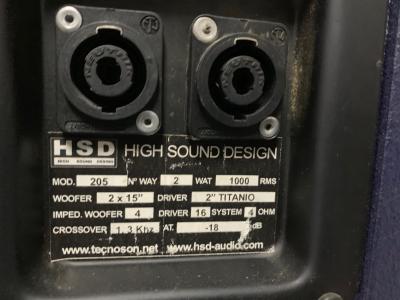 NEUTRIK
HSD HIGH SOUND DESIGN
HIGH SOUND DESIGN
MOD. 205 Nº WAY 2 WAT 1000 RMS
WOOFER 2 x 15" DRIVER 2" TITANIO
IMPED. WOOFER 4 DRIVER 16 SYSTEM 4 OHM
CROSSOVER 1, 3 Khz AT. -18 dB
www.tecnoson.net www.hsd-audio.com